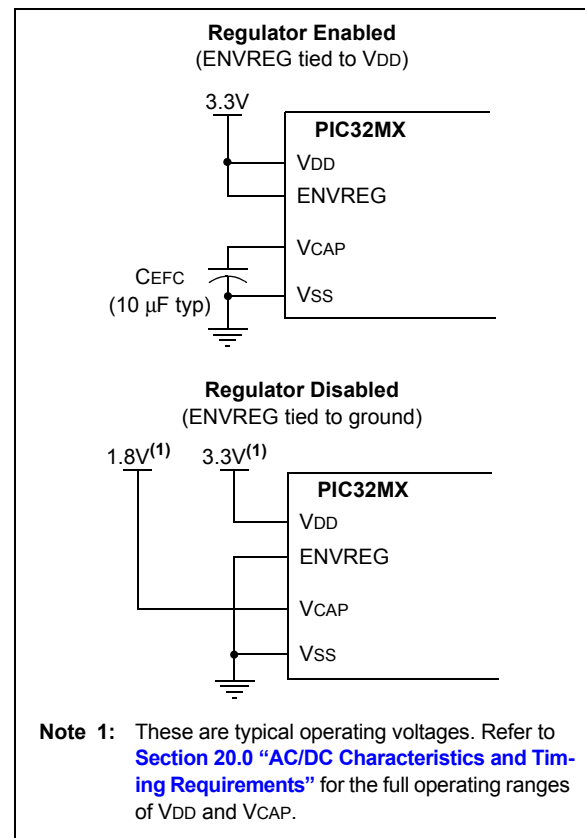 Regulator Enabled
(ENVREG tied to VDD)
3.3V
PIC32MX
VDD
ENVREG
VCAP
CEFC
(10 μF typ)
VSS
Regulator Disabled
(ENVREG tied to ground)
1.8V(1) 3.3V(1)
PIC32MX
VDD
ENVREG
VCAP
VSS
Note 1: These are typical operating voltages. Refer to
Section 20.0 “AC/DC Characteristics and Tim-
ing Requirements” for the full operating ranges
of VDD and VCAP.